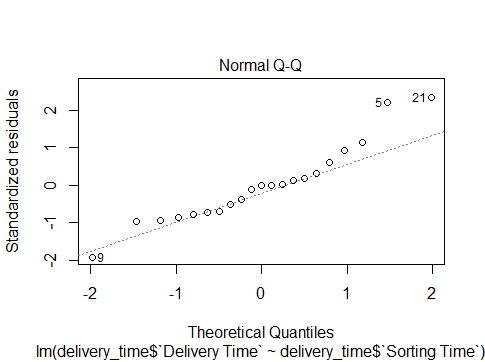 Normal Q-Q
Standardized residuals
2
1
0
-1
-2
5
21
9
-2 -1 0 1 2
Theoretical Quantiles
lm(delivery_time$`Delivery Time` ~ delivery_time$`Sorting Time`)